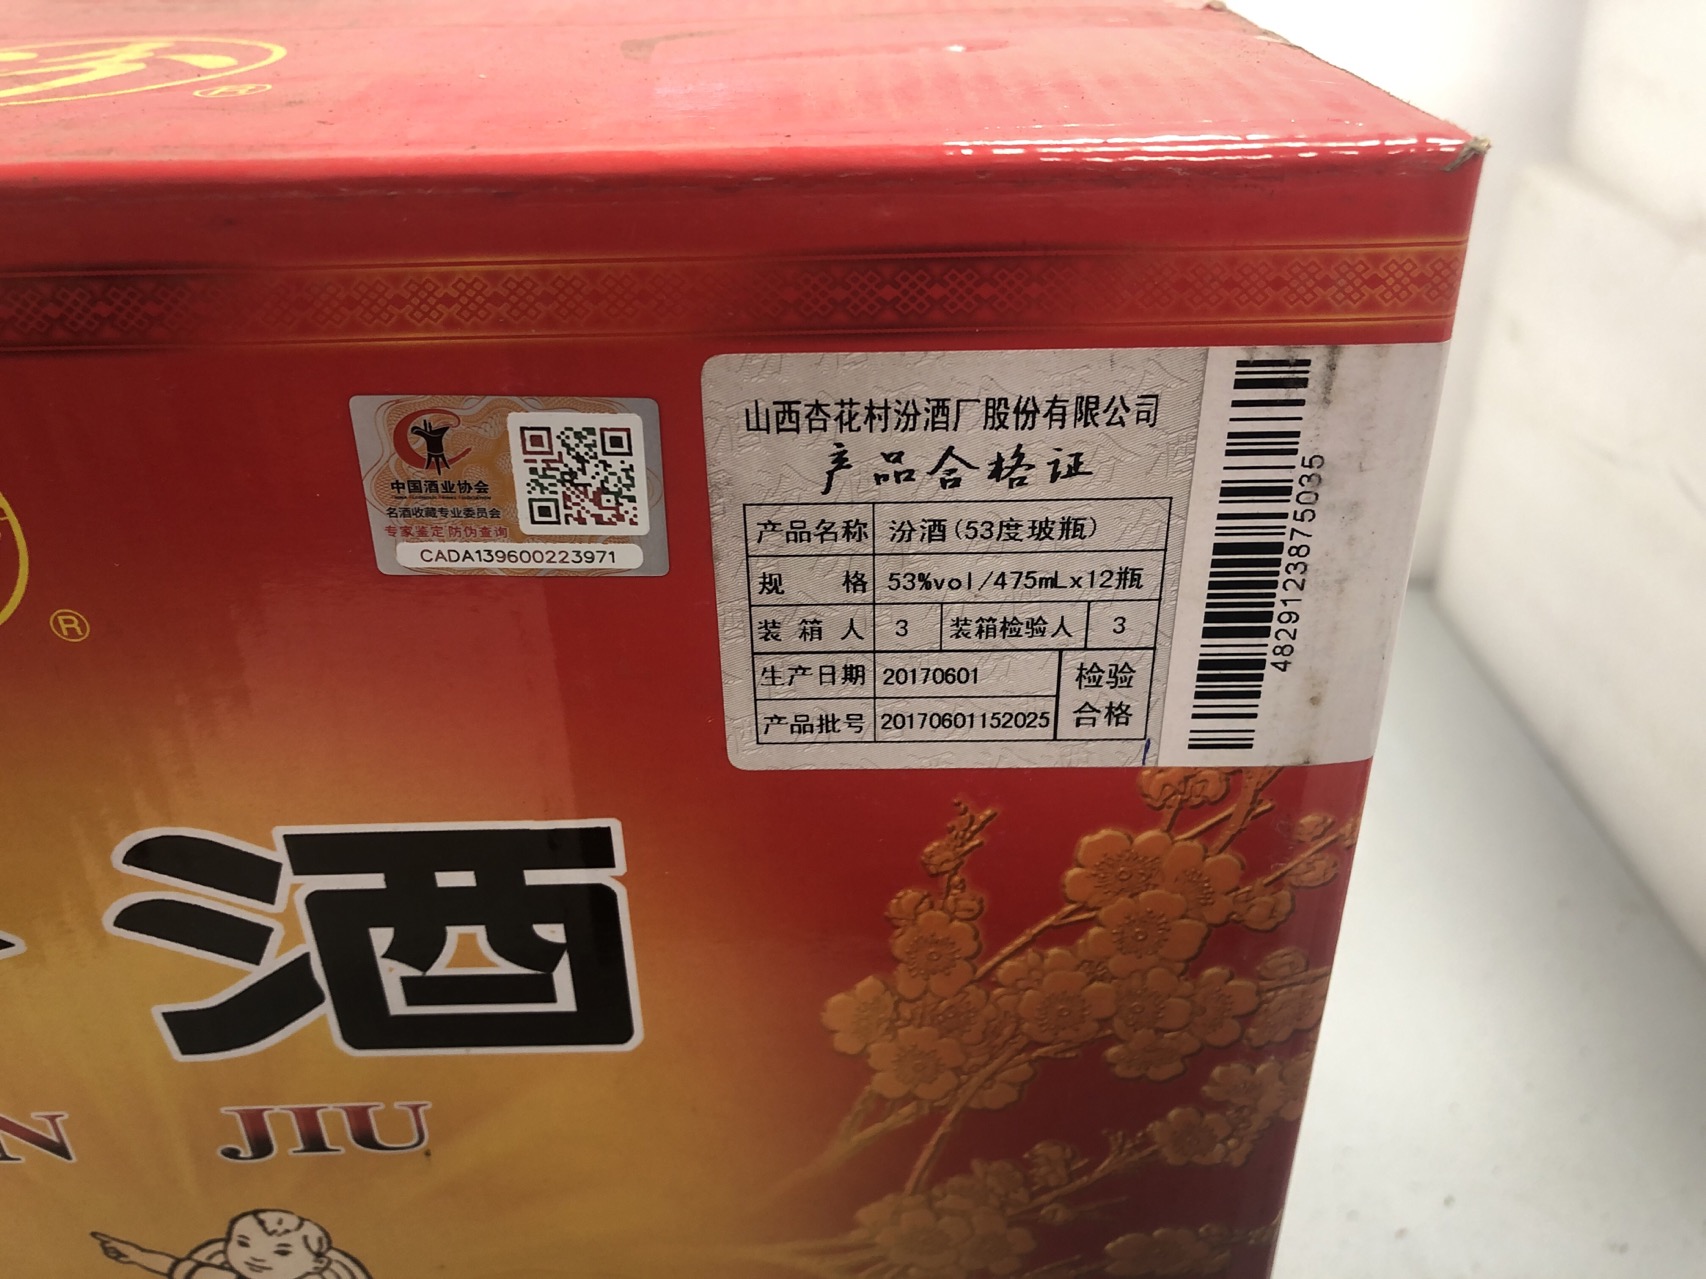 ®
®
中国酒业协会
名酒收藏专业委员会
专家鉴定 防伪查询
CADA139600223971
山西杏花村汾酒厂股份有限公司
产品合格证
产品名称 汾酒(53度玻瓶)
规 格 53%vol/475mLx12瓶
装箱人 3 装箱检验人 3
生产日期 20170601
检验合格
产品批号 20170601152025
4829123875035
酒
N JIU